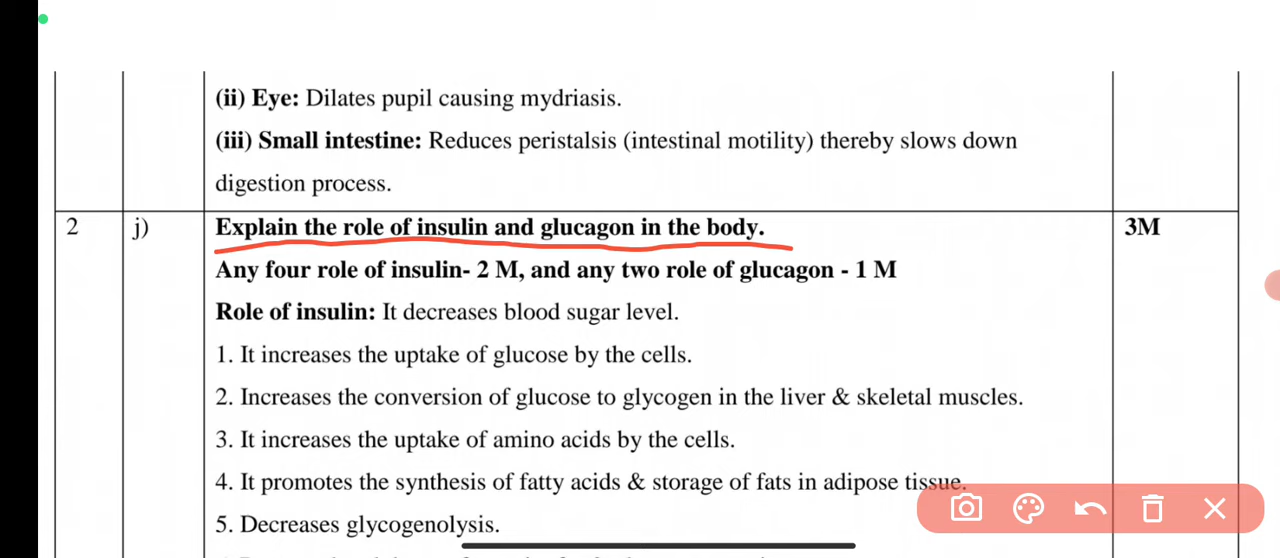 (ii) Eye: Dilates pupil causing mydriasis.
(iii) Small intestine: Reduces peristalsis (intestinal motility) thereby slows down
digestion process.
2 j) Explain the role of insulin and glucagon in the body. 3M
Any four role of insulin- 2 M, and any two role of glucagon - 1 M
Role of insulin: It decreases blood sugar level.
1. It increases the uptake of glucose by the cells.
2. Increases the conversion of glucose to glycogen in the liver & skeletal muscles.
3. It increases the uptake of amino acids by the cells.
4. It promotes the synthesis of fatty acids & storage of fats in adipose tissue.
5. Decreases glycogenolysis.